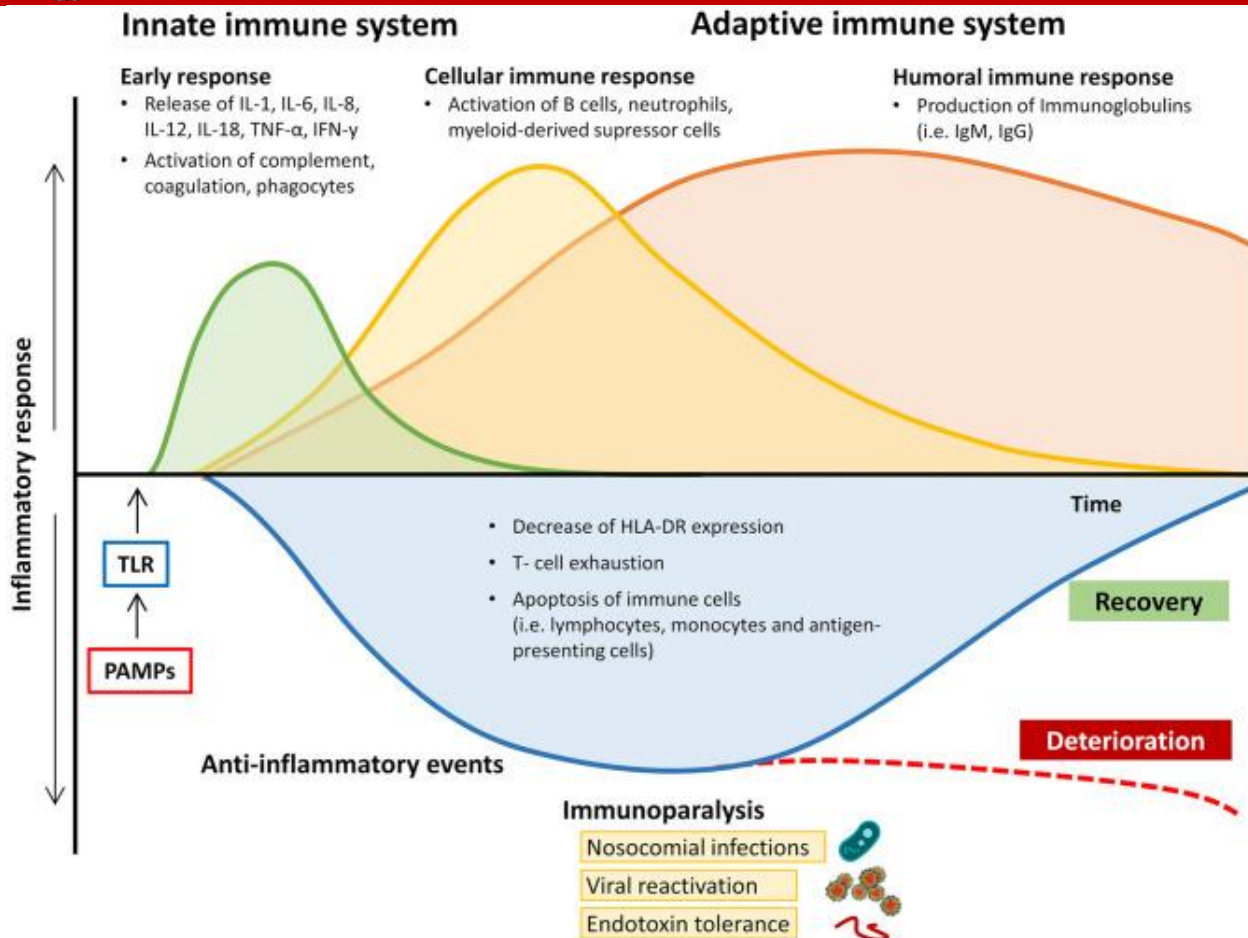 Innate immune system
Adaptive immune system
Early response
• Release of IL-1, IL-6, IL-8,
IL-12, IL-18, TNF-α, IFN-y
• Activation of complement,
coagulation, phagocytes
Cellular immune response
• Activation of B cells, neutrophils,
myeloid-derived supressor cells
Humoral immune response
• Production of Immunoglobulins
(i.e. IgM, IgG)
Inflammatory response
Time
TLR
PAMPs
• Decrease of HLA-DR expression
• T- cell exhaustion
• Apoptosis of immune cells
(i.e. lymphocytes, monocytes and antigen-
presenting cells)
Recovery
Deterioration
Anti-inflammatory events
Immunoparalysis
Nosocomial infections
Viral reactivation
Endotoxin tolerance